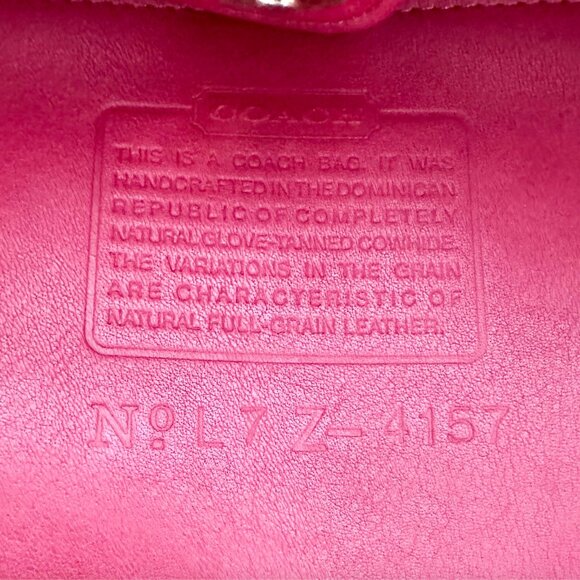 COACH
THIS IS A COACH BAG. IT WAS
HANDCRAFTED IN THE DOMINICAN
REPUBLIC OF COMPLETELY
NATURAL GLOVE-TANNED COWHIDE.
THE VARIATIONS IN THE GRAIN
ARE CHARACTERISTIC OF
NATURAL FULL-GRAIN LEATHER.
Nº L7Z-4157